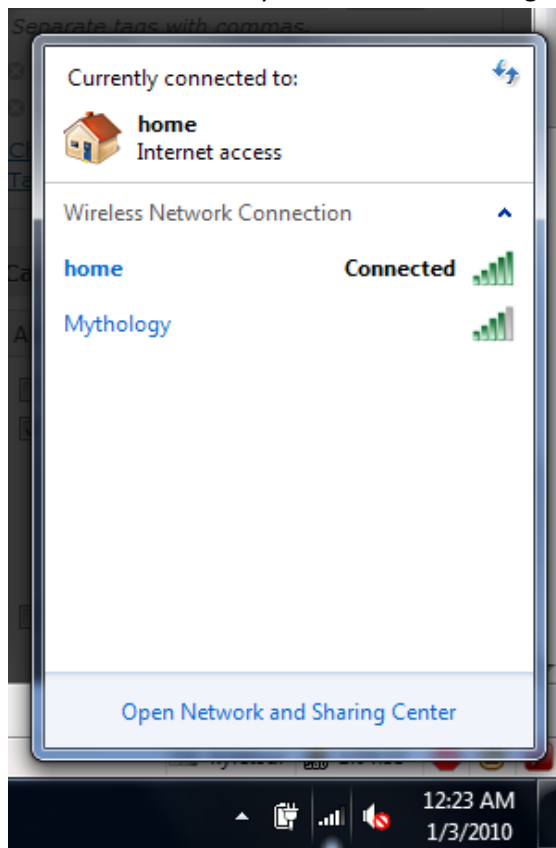 Separate tags with commas.
Currently connected to:
home
Internet access
Wireless Network Connection
home Connected
Mythology
Open Network and Sharing Center
12:23 AM
1/3/2010